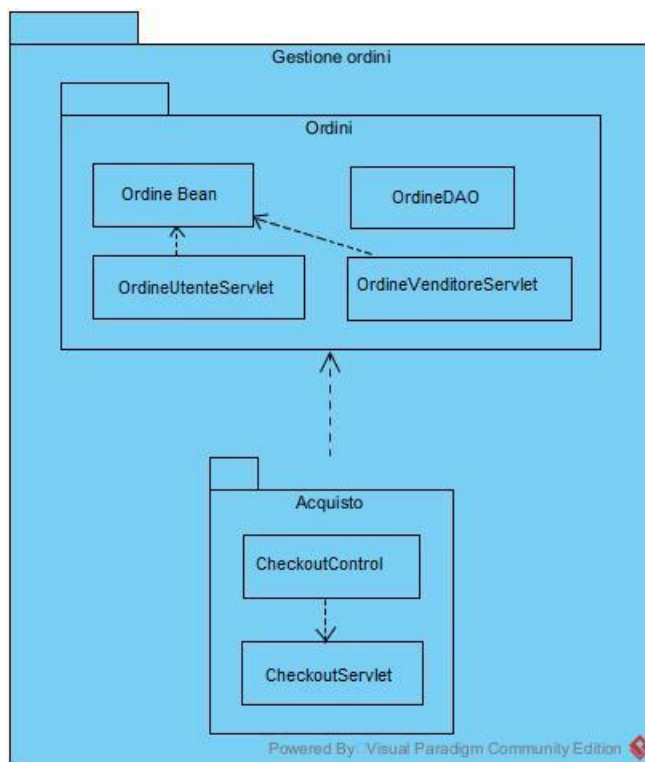 Gestione ordini
Ordini
Ordine Bean
OrdineDAO
OrdineUtenteServlet
OrdineVenditoreServlet
Acquisto
CheckoutControl
CheckoutServlet
Powered By Visual Paradigm Community Edition